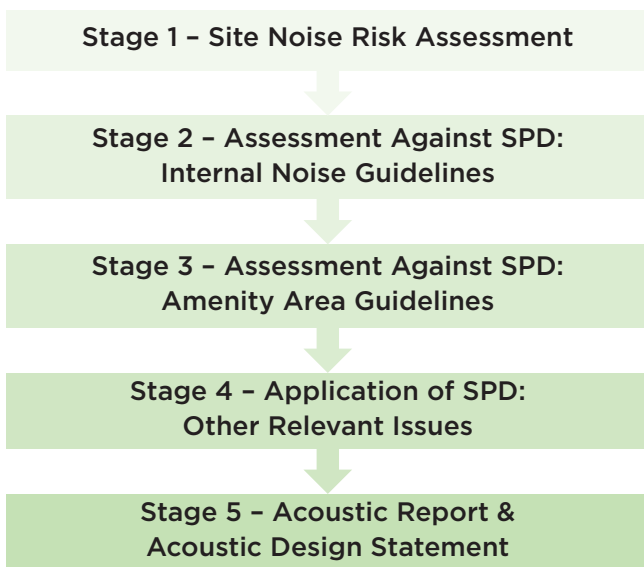 Stage 1 – Site Noise Risk Assessment
Stage 2 – Assessment Against SPD:
Internal Noise Guidelines
Stage 3 – Assessment Against SPD:
Amenity Area Guidelines
Stage 4 – Application of SPD:
Other Relevant Issues
Stage 5 – Acoustic Report &
Acoustic Design Statement